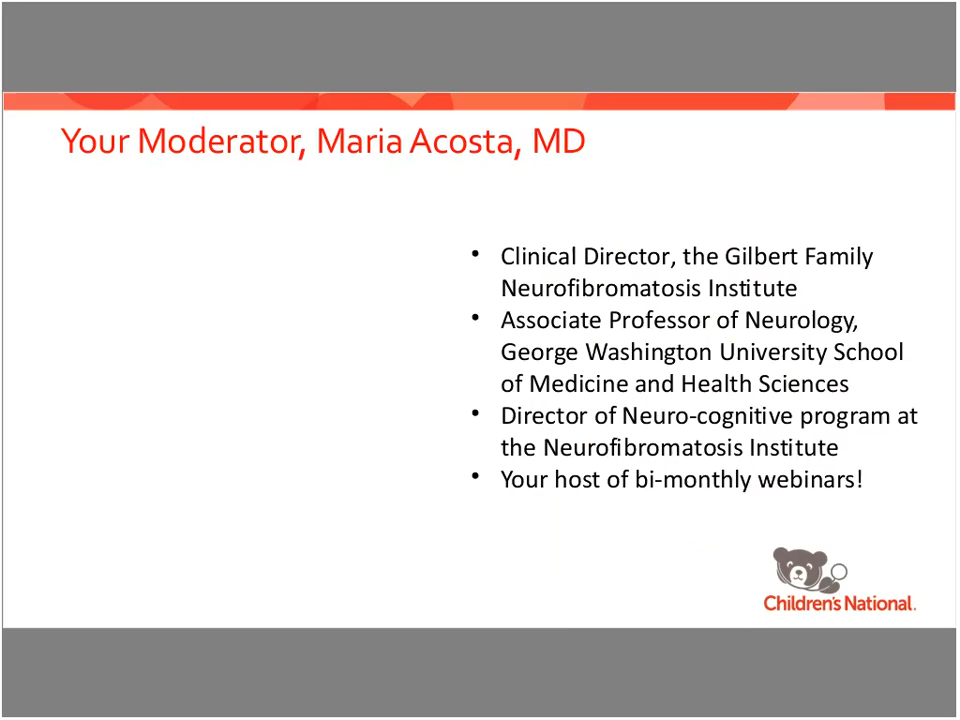 Your Moderator, Maria Acosta, MD
• Clinical Director, the Gilbert Family
Neurofibromatosis Institute
• Associate Professor of Neurology,
George Washington University School
of Medicine and Health Sciences
• Director of Neuro-cognitive program at
the Neurofibromatosis Institute
• Your host of bi-monthly webinars!
Children's National.